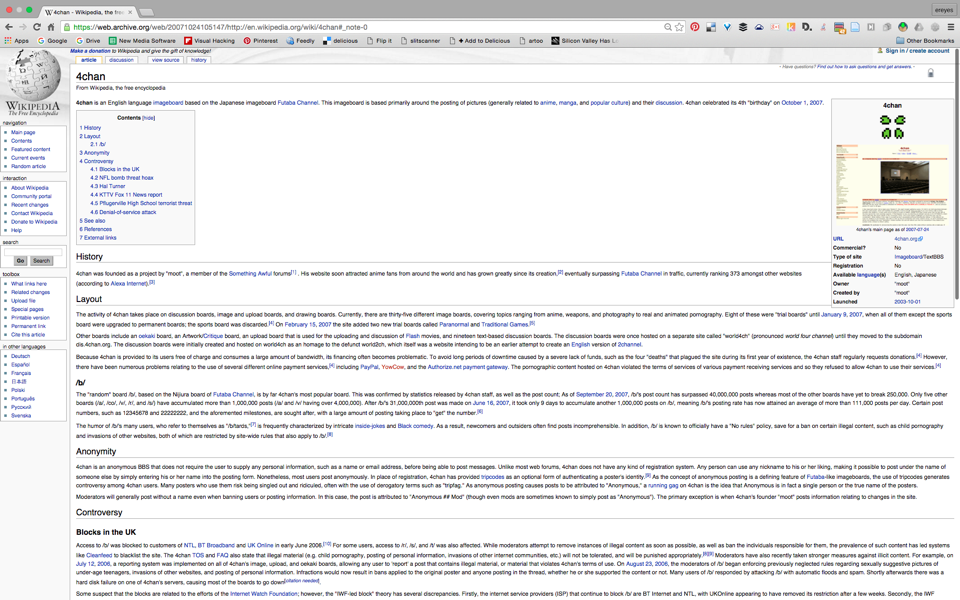 4chan - Wikipedia, the free
ereyes
https://web.archive.org/web/20071024105147/http://en.wikipedia.org/wiki/4chan#_note-0
Apps
Google
Drive
New Media Software
Visual Hacking
Pinterest
Feedly
delicious
Flip it
slitscanner
+ Add to Delicious
artoo
Silicon Valley Has Lo
Other Bookmarks
Make a donation to Wikipedia and give the gift of knowledge!
Sign in / create account
article
discussion
view source
history
4chan
- Have questions? Find out how to ask questions and get answers. -
From Wikipedia, the free encyclopedia
4chan is an English language imageboard based on the Japanese imageboard Futaba Channel. This imageboard is based primarily around the posting of pictures (generally related to anime, manga, and popular culture) and their discussion. 4chan celebrated its 4th "birthday" on October 1, 2007.
WIKIPEDIA
The Free Encyclopedia
navigation
Main page
Contents
Featured content
Current events
Random article
interaction
About Wikipedia
Community portal
Recent changes
Contact Wikipedia
Donate to Wikipedia
Help
search
Go
Search
toolbox
What links here
Related changes
Upload file
Special pages
Printable version
Permanent link
Cite this article
in other languages
Deutsch
Español
Français
日本語
Polski
Português
Русский
Svenska
Contents [hide]
1 History
2 Layout
2.1 /b/
3 Anonymity
4 Controversy
4.1 Blocks in the UK
4.2 NFL bomb threat hoax
4.3 Hal Turner
4.4 KTTV Fox 11 News report
4.5 Pflugerville High School terrorist threat
4.6 Denial-of-service attack
5 See also
6 References
7 External links
4chan
4chan's main page as of 2007-07-24
URL 4chan.org
Commercial? No
Type of site Imageboard/TextBBS
Registration No
Available language(s) English, Japanese
Owner "moot"
Created by "moot"
Launched 2003-10-01
History
4chan was founded as a project by "moot", a member of the Something Awful forums[1] . His website soon attracted anime fans from around the world and has grown greatly since its creation,[2] eventually surpassing Futaba Channel in traffic, currently ranking 373 amongst other websites
(according to Alexa Internet).[3]
Layout
The activity of 4chan takes place on discussion boards, image and upload boards, and drawing boards. Currently, there are thirty-five different image boards, covering topics ranging from anime, weapons, and photography to real and animated pornography. Eight of these were "trial boards" until January 9, 2007, when all of them except the sports
board were upgraded to permanent boards; the sports board was discarded.[4] On February 15, 2007 the site added two new trial boards called Paranormal and Traditional Games.[5]
Other boards include an oekaki board, an Artwork/Critique board, an upload board that is used for the uploading and discussion of Flash movies, and nineteen text-based discussion boards. The discussion boards were once hosted on a separate site called "world4ch" (pronounced world four channel) until they moved to the subdomain
dis.4chan.org. The discussion boards were initially created and hosted on world4ch as an homage to the defunct world2ch, which itself was a website intending to be an earlier attempt to create an English version of 2channel.
Because 4chan is provided to its users free of charge and consumes a large amount of bandwidth, its financing often becomes problematic. To avoid long periods of downtime caused by a severe lack of funds, such as the four "deaths" that plagued the site during its first year of existence, the 4chan staff regularly requests donations.[4] However,
there have been numerous problems relating to the use of several different online payment services,[4] including PayPal, YowCow, and the Authorize.net payment gateway. The pornographic content hosted on 4chan violated the terms of services of various payment receiving services and so they refused to allow 4chan to use their services.[4]
/b/
The "random" board /b/, based on the Nijiura board of Futaba Channel, is by far 4chan's most popular board. This was confirmed by statistics released by 4chan staff, as well as the post count; As of September 20, 2007, /b/'s post count has surpassed 40,000,000 posts whereas most of the other boards have yet to break 250,000. Only five other
After /b/'s 31,000,000th post was made on June 16, 2007, it took only 9 days to accumulate another 1,000,000 posts on /b/, meaning /b/'s posting rate has now attained an average of more than 111,000 posts per day. Certain post
numbers, such as 12345678 and 22222222, and the aforementioned milestones, are sought after, with a large amount of posting taking place to "get" the number.[6]
The humor of /b/'s many users, who refer to themselves as "/b/tards,"[7] is frequently characterized by intricate inside-jokes and Black comedy. As a result, newcomers and outsiders often find posts incomprehensible. In addition, /b/ is known to officially have a "No rules" policy, save for a ban on certain illegal content, such as child pornography
and invasions of other websites, both of which are restricted by site-wide rules that also apply to /b/.[8]
Anonymity
4chan is an anonymous BBS that does not require the user to supply any personal information, such as a name or email address, before being able to post messages. Unlike most web forums, 4chan does not have any kind of registration system. Any person can use any nickname to his or her liking, making it possible to post under the name of
someone else by simply entering his or her name into the posting form. Nonetheless, most users post anonymously. In place of registration, 4chan has provided tripcodes as an optional form of authenticating a poster's identity.[8] As the concept of anonymous posting is a defining feature of Futaba-like imageboards, the use of tripcodes generates
controversy among 4chan users. Many posters who use them risk being singled out and ridiculed, often with the use of derogatory terms such as "tripfag." As anonymous posting causes posts to be attributed to "Anonymous," a running gag on 4chan is the idea that Anonymous is in fact a single person or the true name of the posters.
Moderators will generally post without a name even when banning users or posting information. In this case, the post is attributed to "Anonymous ## Mod" (though even mods are sometimes known to simply post as "Anonymous"). The primary exception is when 4chan's founder "moot" posts information relating to changes in the site.
Controversy
Blocks in the UK
Access to /b/ was blocked to customers of NTL, BT Broadband and UK Online in early June 2006.[10] For some users, access to /r/, /s/, and /t/ was also affected. While moderators attempt to remove instances of illegal content as soon as possible, as well as ban the individuals responsible for them, the prevalence of such content has led systems
like Cleanfeed to blacklist the site. The 4chan TOS and FAQ also state that illegal material (e.g. child pornography, posting of personal information, invasions of other internet communities, etc.) will not be tolerated, and will be punished appropriately.[8][9] Moderators have also recently taken stronger measures against illicit content. For example, on
July 12, 2006, a reporting system was implemented on all of 4chan's image, upload, and oekaki boards, allowing any user to 'report' a post that contains illegal material, or material that violates 4chan's terms of use. On August 23, 2006, the moderators of /b/ began enforcing previously neglected rules regarding sexually suggestive pictures of
under-age teenagers, invasions of other websites, and posting of personal information. Infractions would now result in bans applied to the original poster and anyone posting in the thread, whether he or she supported the content or not. Many users of /b/ responded by attacking /b/ with automatic floods and spam. Shortly afterwards there was a
hard disk failure on one of 4chan's servers, causing most of the boards to go down[citation needed].
Some suspect that the blocks are related to the efforts of the Internet Watch Foundation; however, the "IWF-led block" theory has several discrepancies. Firstly, the internet service providers (ISP) that continue to block /b/ are BT Internet and NTL, with UKOnline appearing to have removed its restriction after a few weeks. Secondly, the IWF